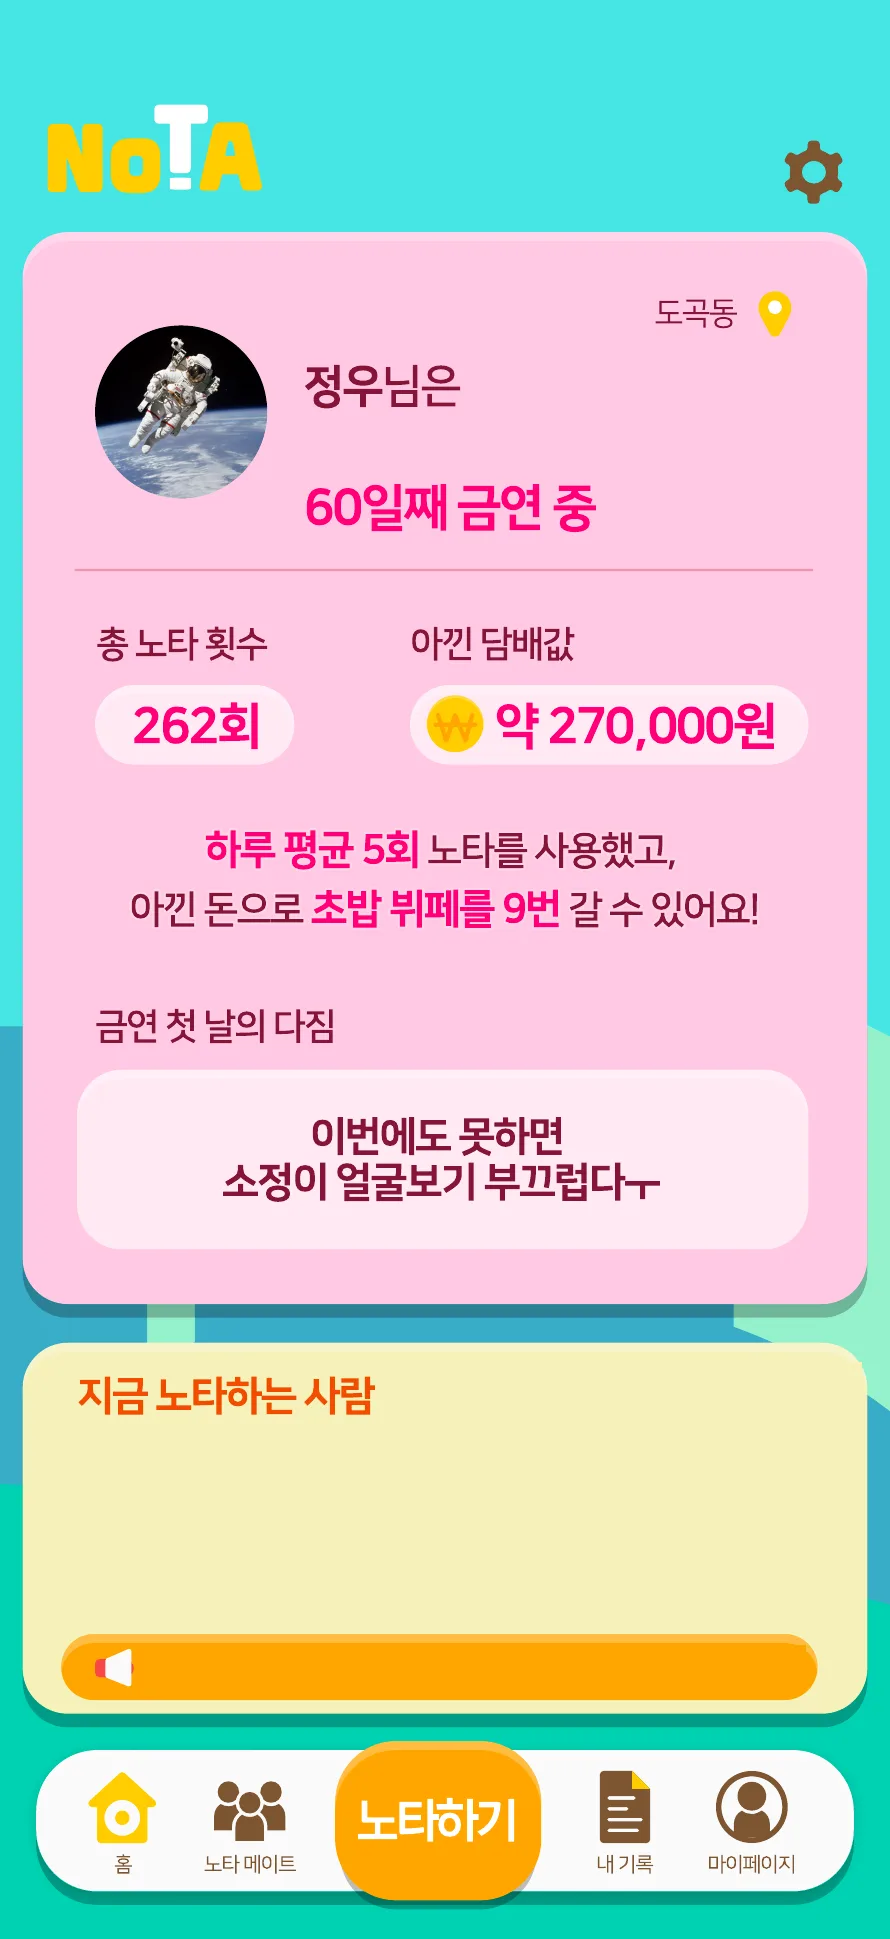 NoTA
도곡동
정우님은
60일째 금연 중
총 노타 횟수
아낀 담배값
262회
₩ 약 270,000원
하루 평균 5회 노타를 사용했고,
아낀 돈으로 초밥 뷔페를 9번 갈 수 있어요!
금연 첫 날의 다짐
이번에도 못하면
소정이 얼굴보기 부끄럽다ㅜ
지금 노타하는 사람
홈
노타 메이트
노타하기
내 기록
마이페이지